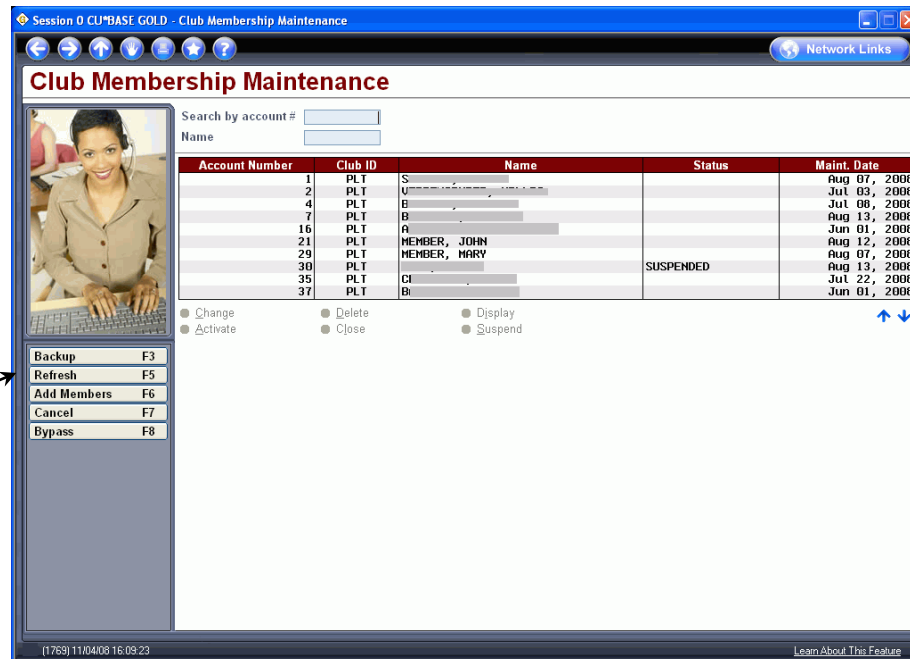 Session 0 CU*BASE GOLD - Club Membership Maintenance
Network Links
Club Membership Maintenance
Search by account #
Name
Account Number Club ID Name Status Maint. Date
1 PLT S Aug 07, 2008
2 PLT Jul 03, 2008
4 PLT B Jul 08, 2008
7 PLT B Aug 13, 2008
16 PLT A Jun 01, 2008
21 PLT MEMBER, JOHN Aug 12, 2008
29 PLT MEMBER, MARY Aug 07, 2008
30 PLT SUSPENDED Aug 13, 2008
35 PLT Jul 22, 2008
37 PLT Jun 01, 2008
Change Delete Display
Activate Close Suspend
Backup F3
Refresh F5
Add Members F6
Cancel F7
Bypass F8
(1769) 11/04/08 16:09:23
Learn About This Feature